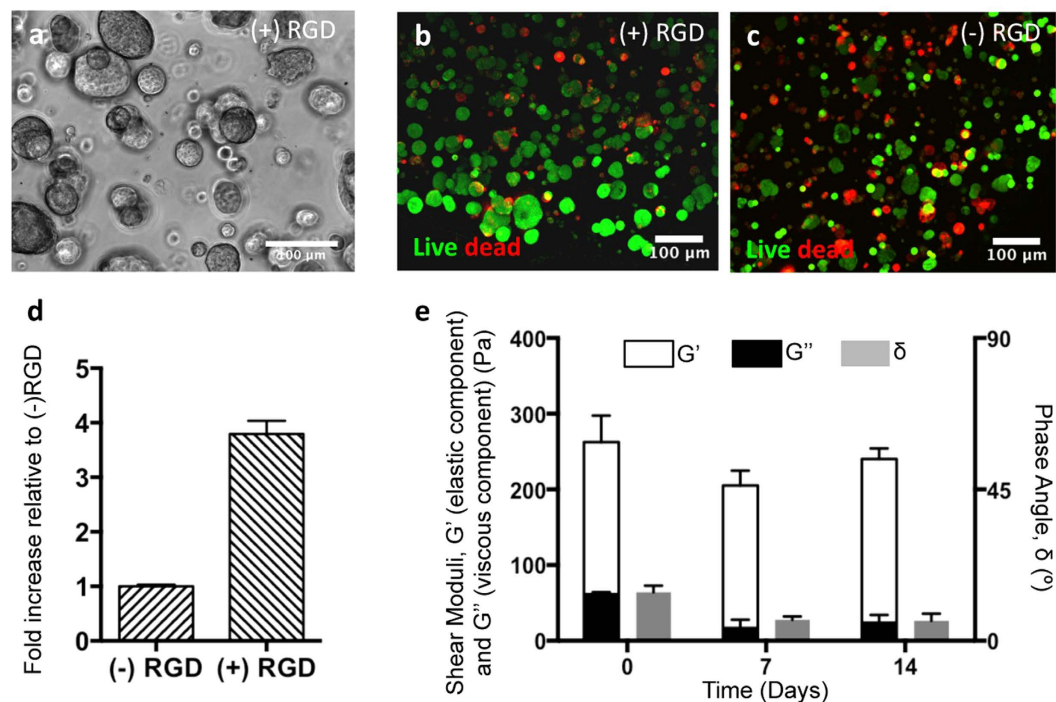 a
(+) RGD
100 µm
b
(+) RGD
Live dead
100 µm
c
(-) RGD
Live dead
100 µm
d
Fold increase relative to (-)RGD
5
4
3
2
1
0
(-) RGD
(+) RGD
e
Shear Moduli, G’ (elastic component)
and G’’ (viscous component) (Pa)
400
300
200
100
0
G’
G’’
δ
90
45
0
Phase Angle, δ (º)
0
7
14
Time (Days)